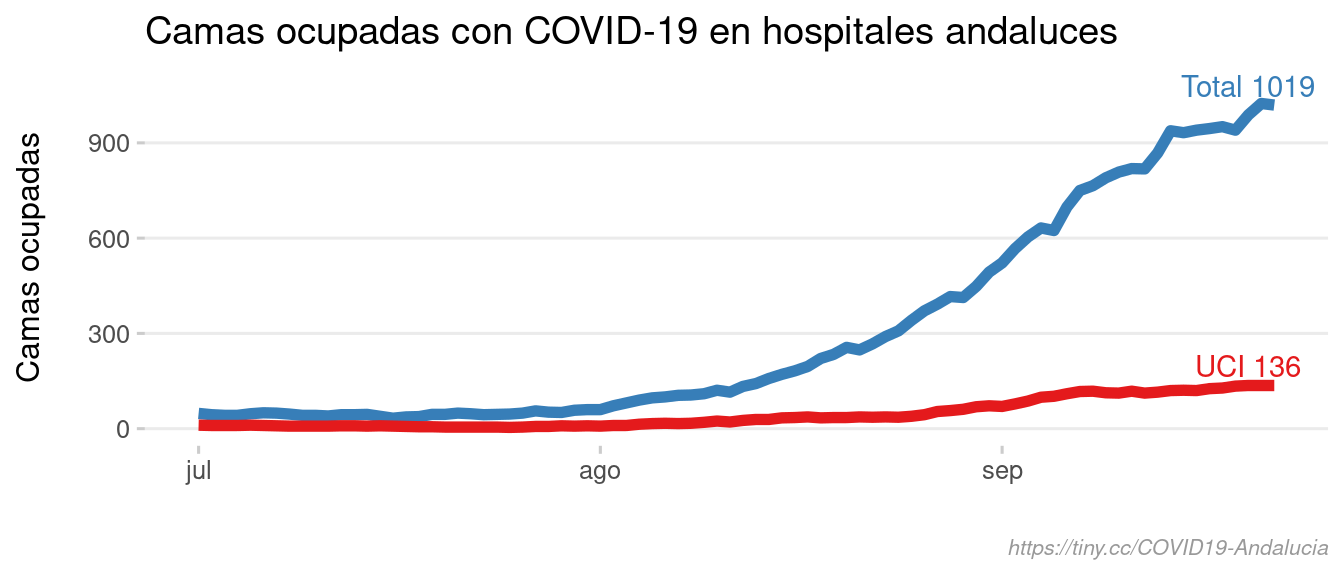 Camas ocupadas con COVID-19 en hospitales andaluces
Total 1019
Camas ocupadas
900
600
300
0
UCI 136
jul
ago
sep
https://tiny.cc/COVID19-Andalucia